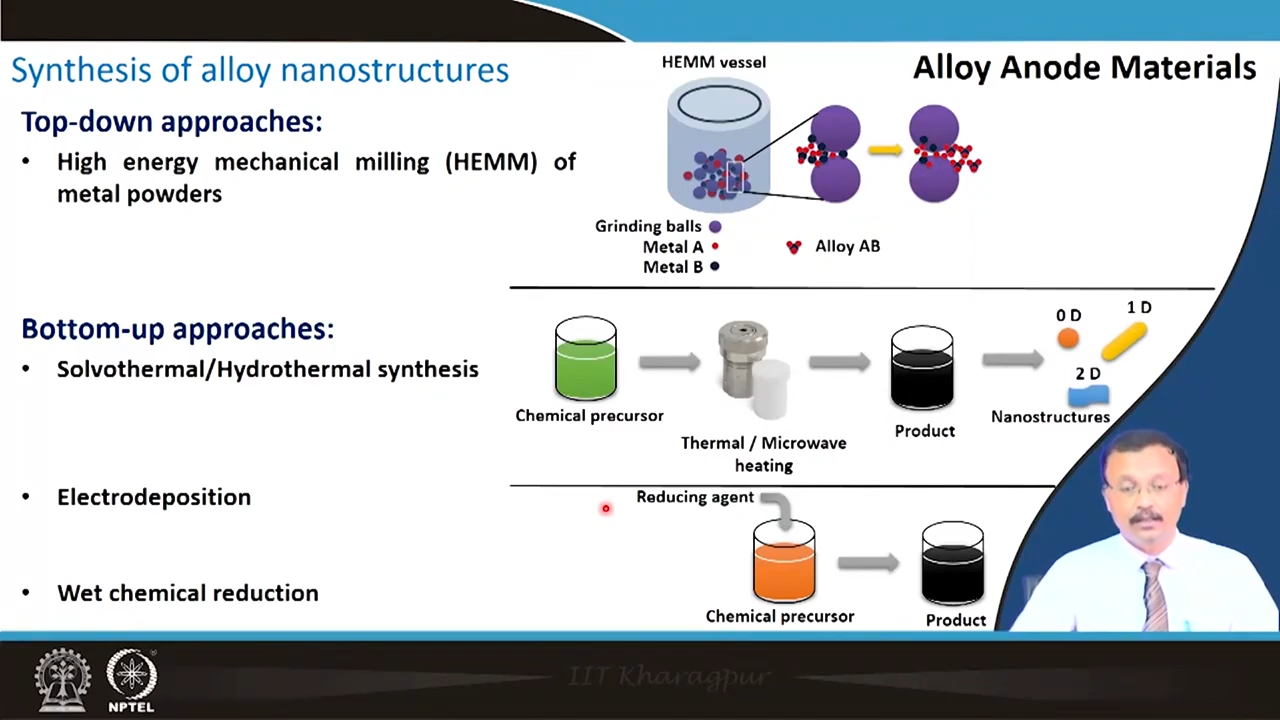 Synthesis of alloy nanostructures
Alloy Anode Materials
Top-down approaches:
• High energy mechanical milling (HEMM) of
metal powders
HEMM vessel
Grinding balls
Metal A
Metal B
Alloy AB
Bottom-up approaches:
• Solvothermal/Hydrothermal synthesis
Chemical precursor
Thermal / Microwave
heating
Product
0 D
1 D
2 D
Nanostructures
• Electrodeposition
Reducing agent
• Wet chemical reduction
Chemical precursor
Product
IIT Kharagpur
NPTEL